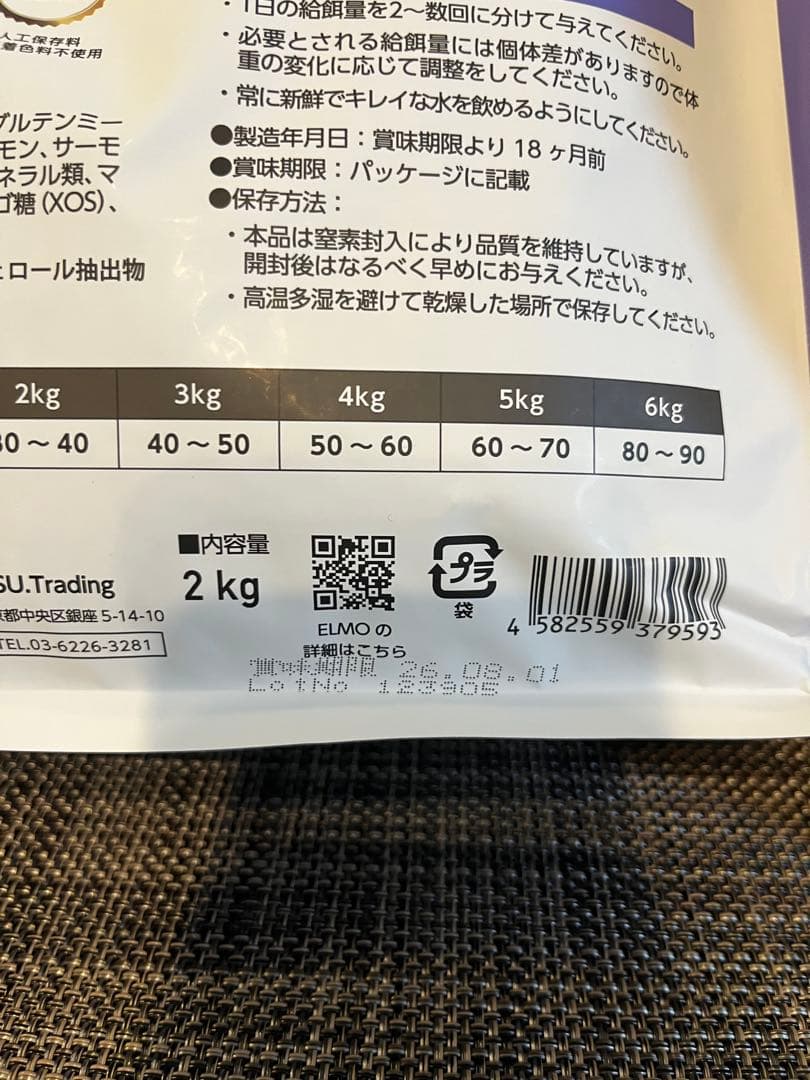 人工保存料
着色料不使用
・1日の給餌量を2～数回に分けて与えてください。
・必要とされる給餌量には個体差がありますので体
重の変化に応じて調整をしてください。
・常に新鮮でキレイな水を飲めるようにしてください。
●製造年月日：賞味期限より 18 ヶ月前
●賞味期限：パッケージに記載
●保存方法：
・本品は窒素封入により品質を維持していますが、
開封後はなるべく早めにお与えください。
・高温多湿を避けて乾燥した場所で保存してください。
グルテンミー
モン、サーモ
ネラル類、マ
ゴ糖（XOS）、
ロール抽出物
2kg 3kg 4kg 5kg 6kg
30～40 40～50 50～60 60～70 80～90
SU.Trading
京都中央区銀座 5-14-10
TEL.03-6226-3281
■内容量
2 kg
ELMO の
詳細はこちら
プラ
袋
4 582559 379593
賞味期限 26.08.01
LotNo 123905